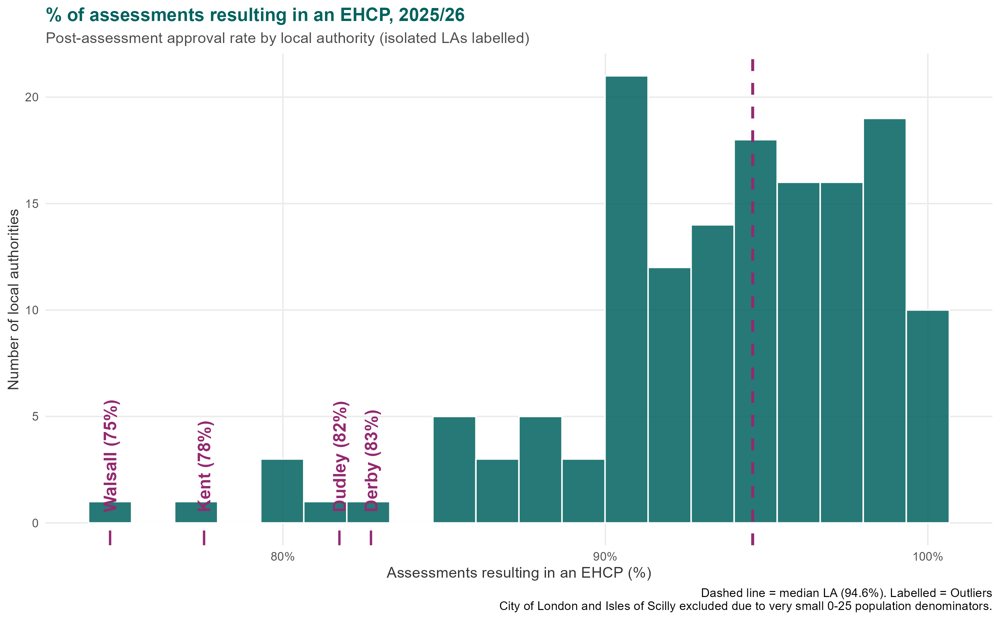 % of assessments resulting in an EHCP, 2025/26
Post-assessment approval rate by local authority (isolated LAs labelled)
Number of local authorities
20
15
10
5
0
Walsall (75%)
Kent (78%)
Dudley (82%)
Derby (83%)
80%
90%
100%
Assessments resulting in an EHCP (%)
Dashed line = median LA (94.6%). Labelled = Outliers
City of London and Isles of Scilly excluded due to very small 0-25 population denominators.